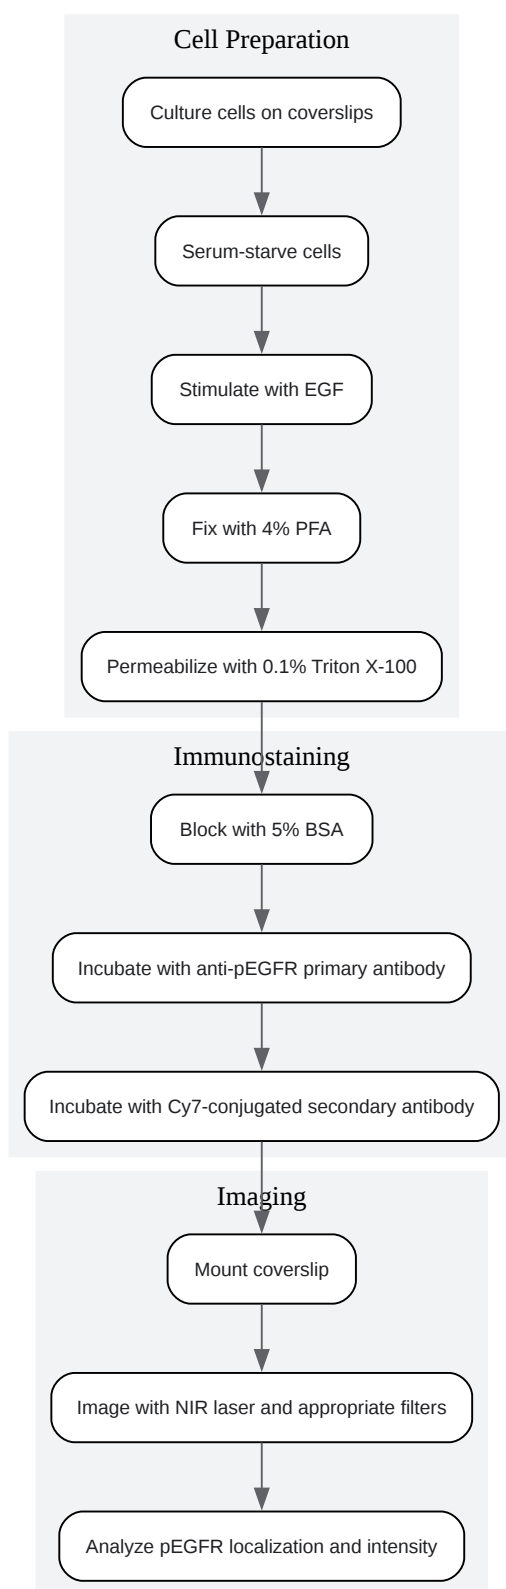 Cell Preparation
Culture cells on coverslips
Serum-starve cells
Stimulate with EGF
Fix with 4% PFA
Permeabilize with 0.1% Triton X-100
Immunostaining
Block with 5% BSA
Incubate with anti-pEGFR primary antibody
Incubate with Cy7-conjugated secondary antibody
Imaging
Mount coverslip
Image with NIR laser and appropriate filters
Analyze pEGFR localization and intensity